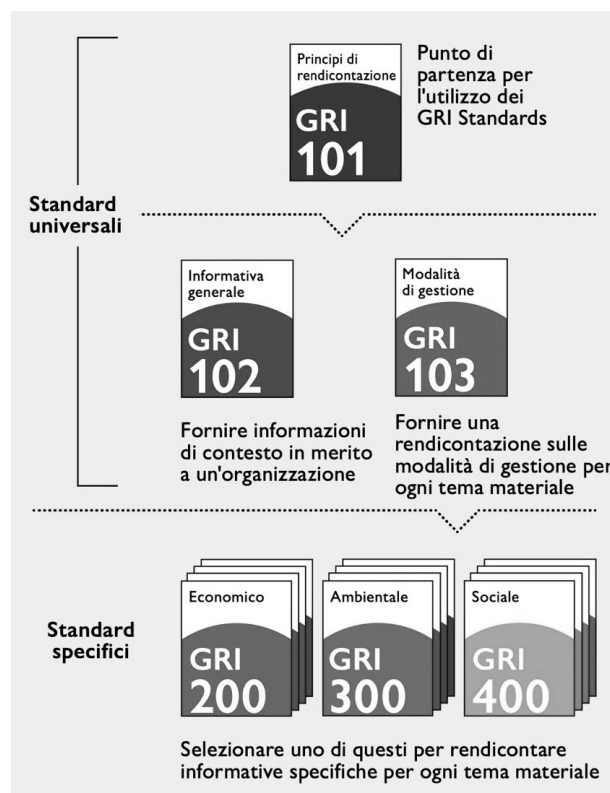 Principi di
rendicontazione
GRI
101
Punto di
partenza per
l'utilizzo dei
GRI Standards
Standard
universali
Informativa
generale
GRI
102
Modalità
di gestione
GRI
103
Fornire informazioni
di contesto in merito
a un'organizzazione
Fornire una
rendicontazione sulle
modalità di gestione per
ogni tema materiale
Standard
specifici
Economico
GRI
200
Ambientale
GRI
300
Sociale
GRI
400
Selezionare uno di questi per rendicontare
informative specifiche per ogni tema materiale